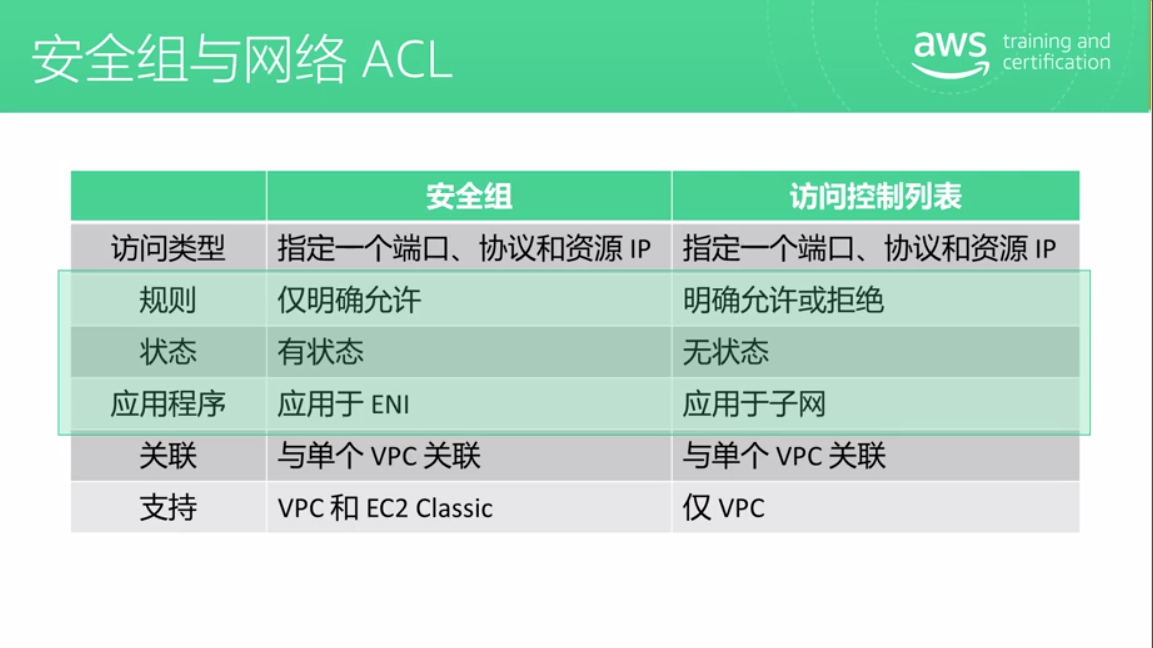 安全组与网络 ACL
aws training and certification
安全组 访问控制列表
访问类型 指定一个端口、协议和资源 IP 指定一个端口、协议和资源 IP
规则 仅明确允许 明确允许或拒绝
状态 有状态 无状态
应用程序 应用于 ENI 应用于子网
关联 与单个 VPC 关联 与单个 VPC 关联
支持 VPC 和 EC2 Classic 仅 VPC